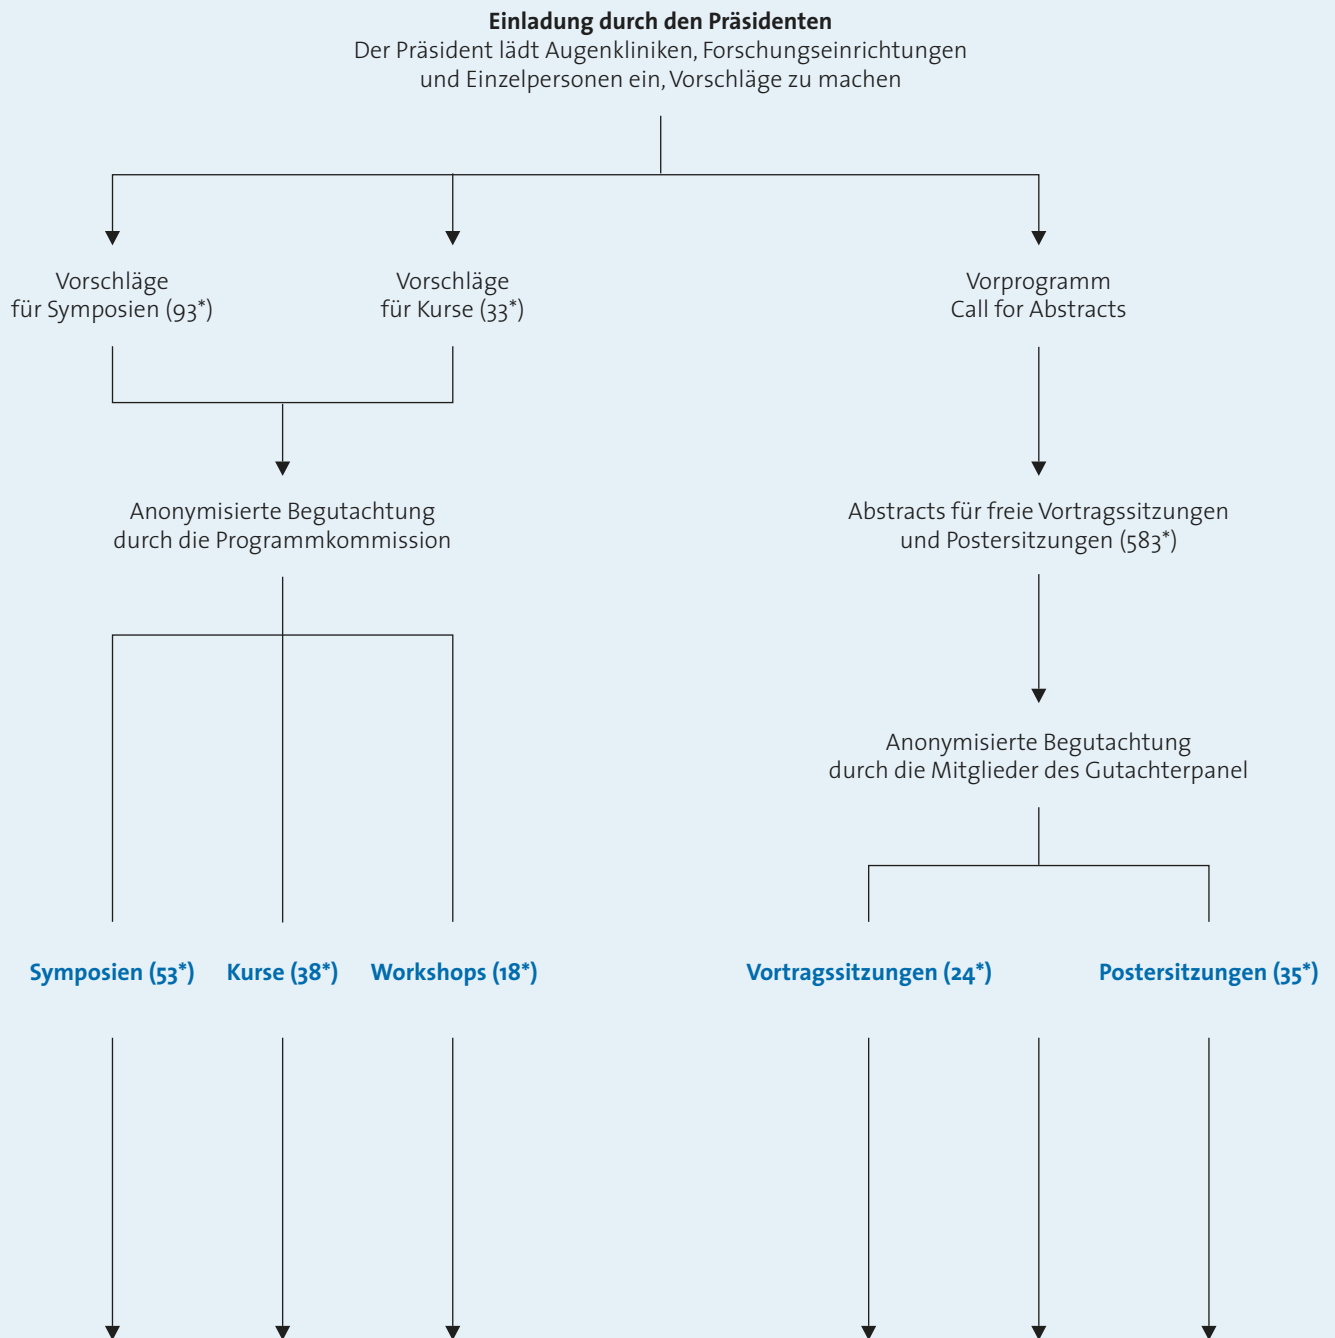 Einladung durch den Präsidenten
Der Präsident lädt Augenkliniken, Forschungseinrichtungen
und Einzelpersonen ein, Vorschläge zu machen
Vorschläge
für Symposien (93*)
Vorschläge
für Kurse (33*)
Vorprogramm
Call for Abstracts
Anonymisierte Begutachtung
durch die Programmkommission
Abstracts für freie Vortragssitzungen
und Postersitzungen (583*)
Anonymisierte Begutachtung
durch die Mitglieder des Gutachterpanel
Symposien (53*)
Kurse (38*)
Workshops (18*)
Vortragssitzungen (24*)
Postersitzungen (35*)